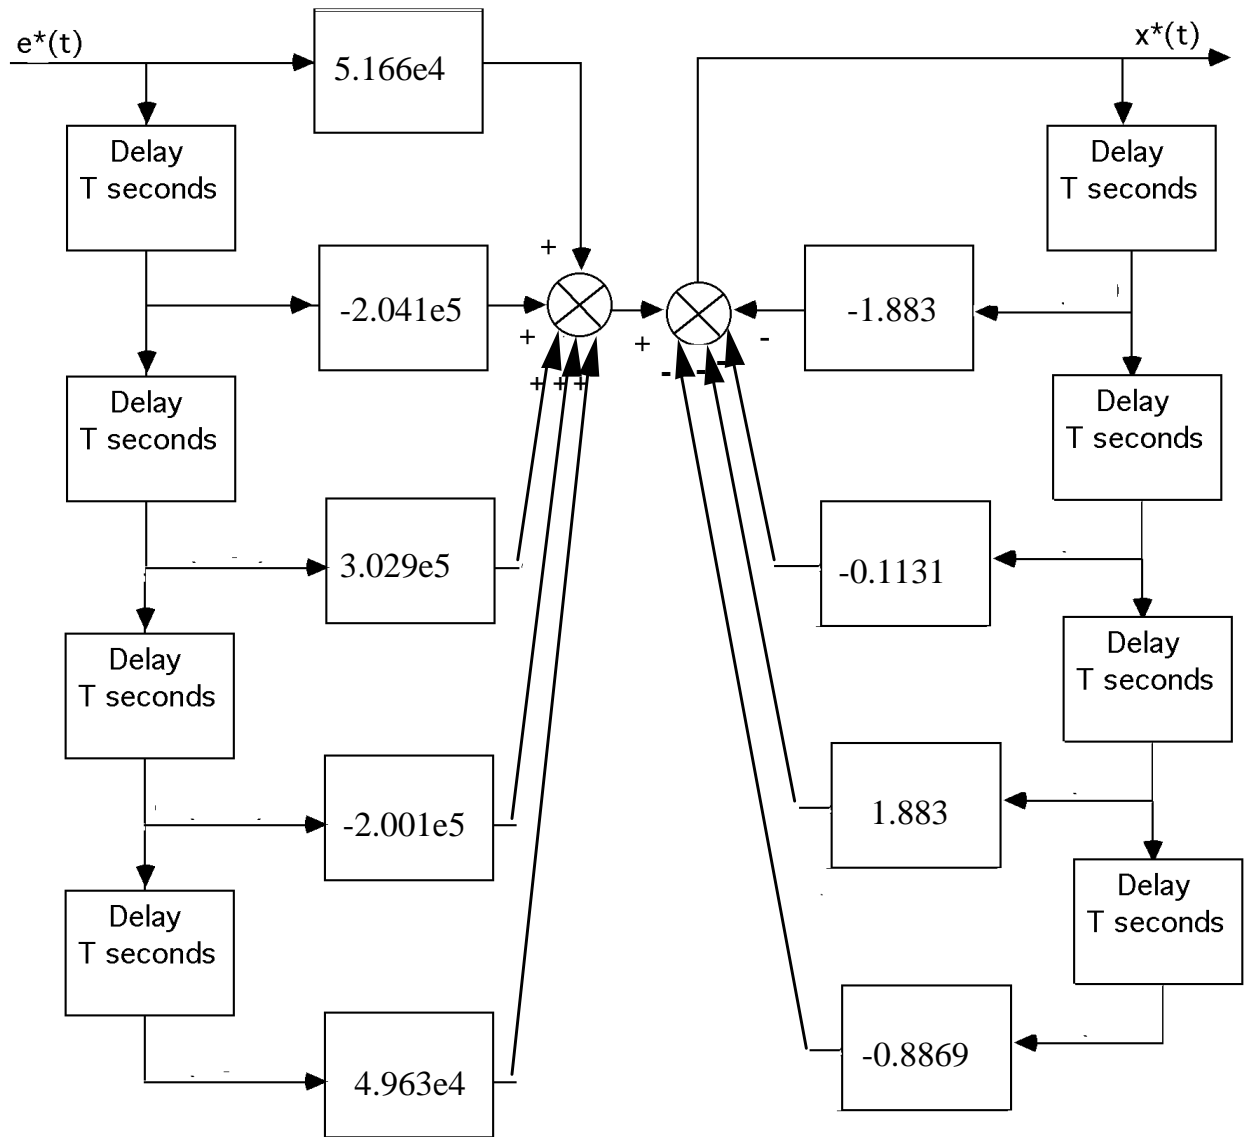 e*(t)
5.166e4
x*(t)
Delay
T seconds
Delay
T seconds
+
-2.041e5
-1.883
+
+
-
+ + +
- - -
Delay
T seconds
Delay
T seconds
3.029e5
-0.1131
Delay
T seconds
Delay
T seconds
-2.001e5
1.883
Delay
T seconds
Delay
T seconds
4.963e4
-0.8869